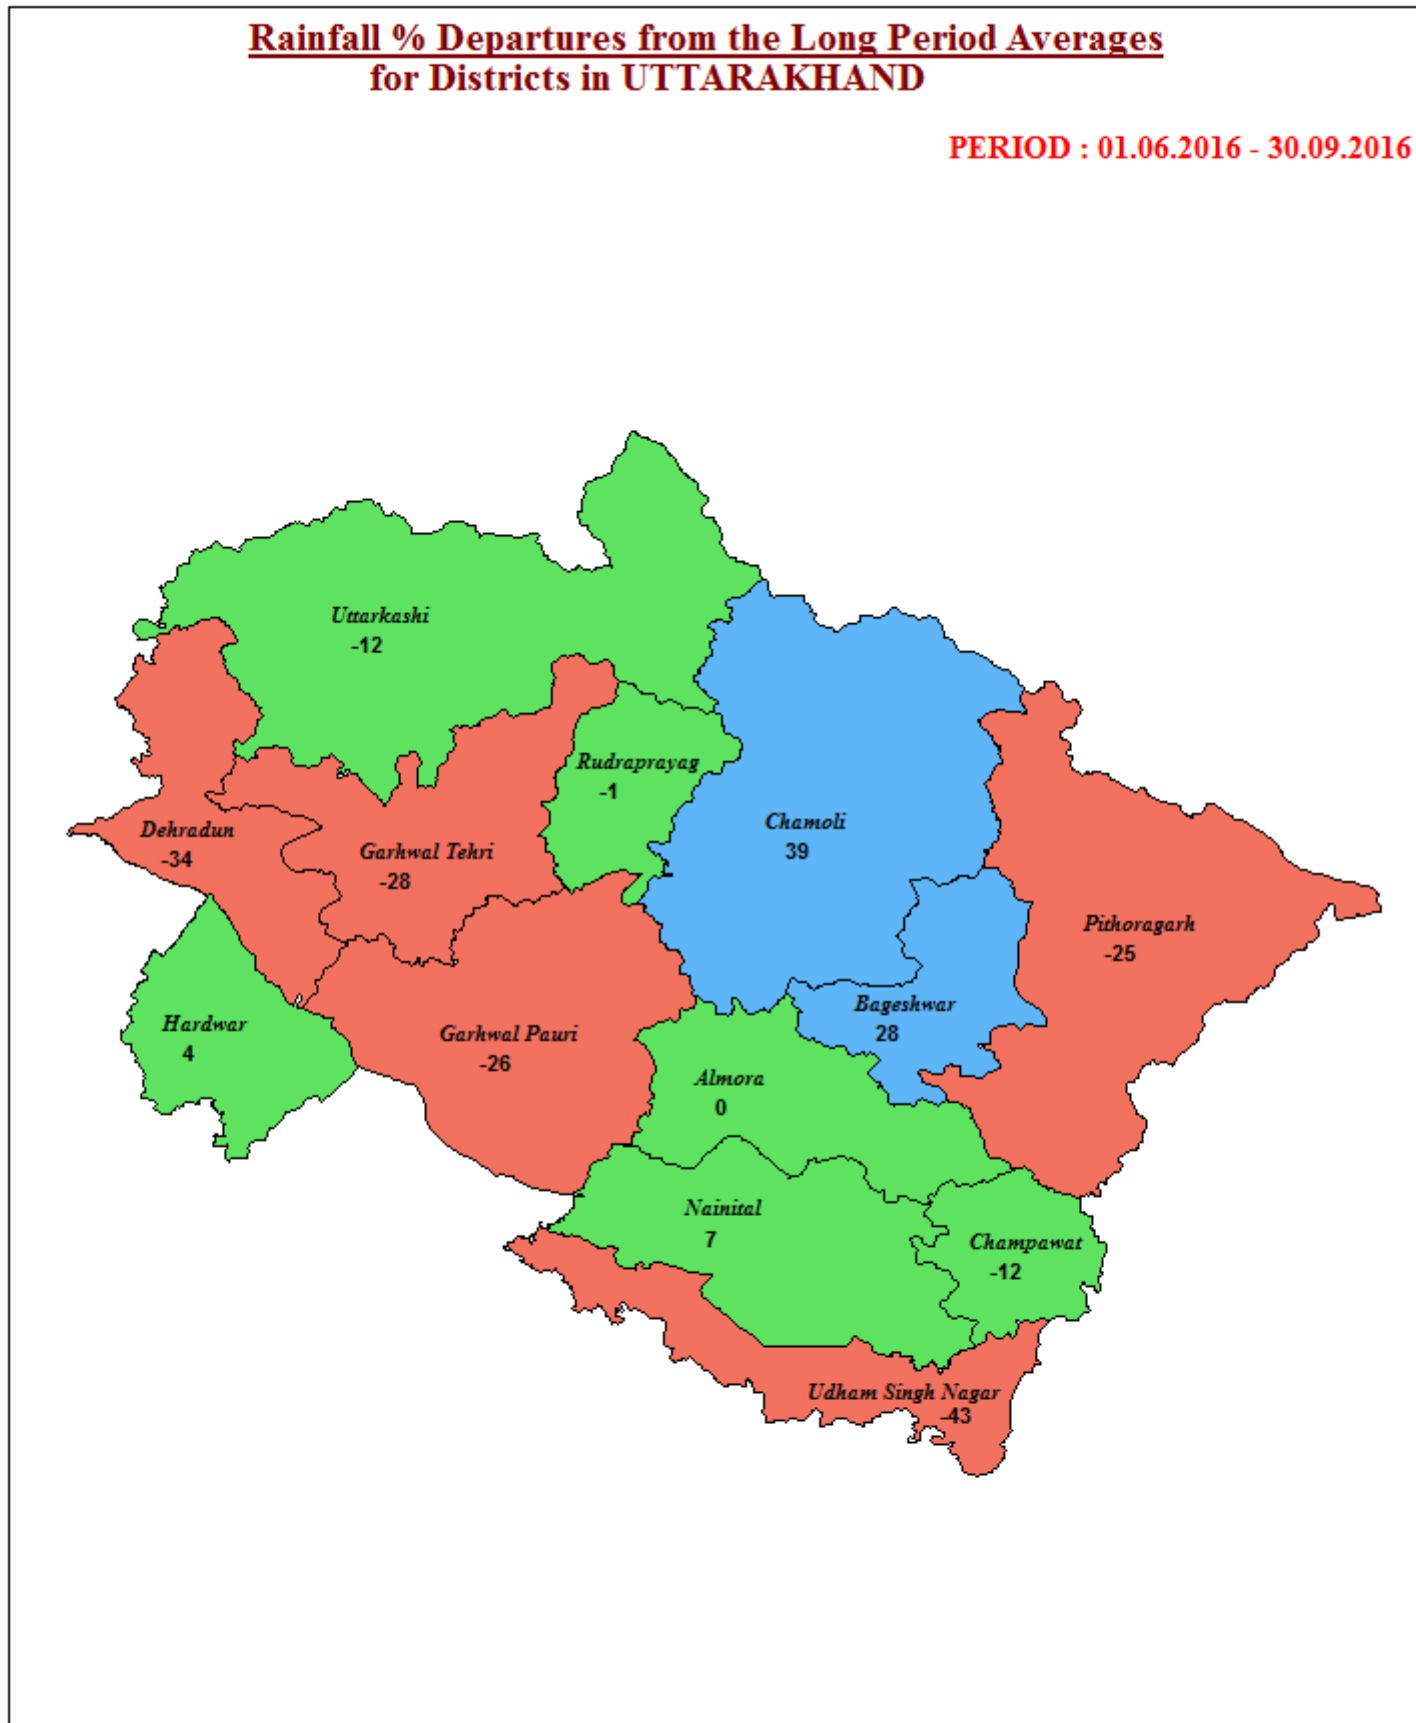 Rainfall % Departures from the Long Period Averages
for Districts in UTTARAKHAND
PERIOD : 01.06.2016 - 30.09.2016
Uttarkashi
-12
Rudraprayag
-1
Chamoli
39
Dehradun
-34
Garhwal Tehri
-28
Pithoragarh
-25
Bageshwar
28
Hardwar
4
Garhwal Pauri
-26
Almora
0
Nainital
7
Champawat
-12
Udham Singh Nagar
-43